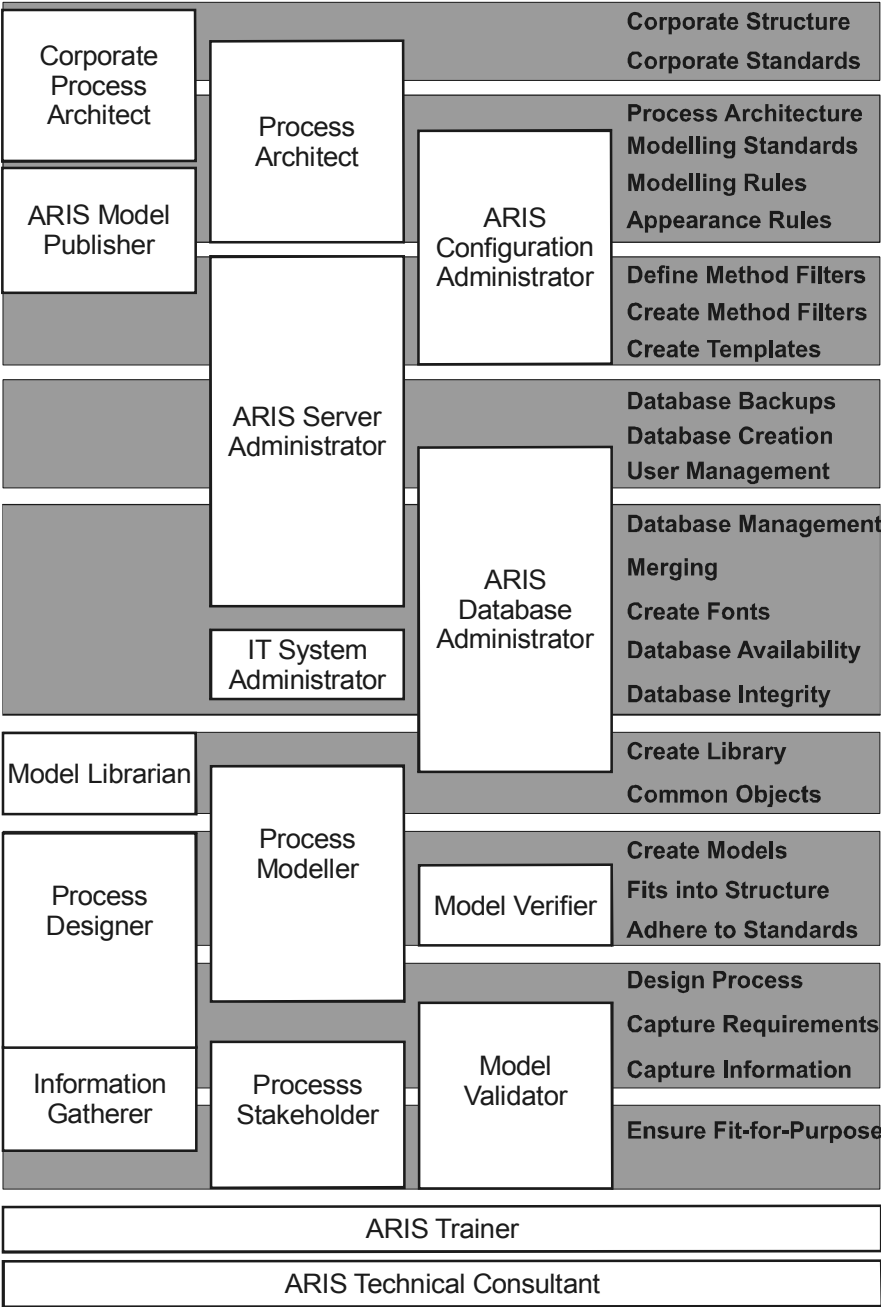 Corporate Structure
Corporate
Process
Architect
Corporate Standards
Process
Architect
Process Architecture
Modelling Standards
Modelling Rules
Appearance Rules
ARIS Model
Publisher
ARIS
Configuration
Administrator
Define Method Filters
Create Method Filters
Create Templates
ARIS Server
Administrator
Database Backups
Database Creation
User Management
Database Management
Merging
Create Fonts
Database Availability
Database Integrity
ARIS
Database
Administrator
IT System
Administrator
Model Librarian
Create Library
Common Objects
Process
Modeller
Create Models
Fits into Structure
Adhere to Standards
Process
Designer
Model Verifier
Design Process
Capture Requirements
Capture Information
Information
Gatherer
Processs
Stakeholder
Model
Validator
Ensure Fit-for-Purpose
ARIS Trainer
ARIS Technical Consultant